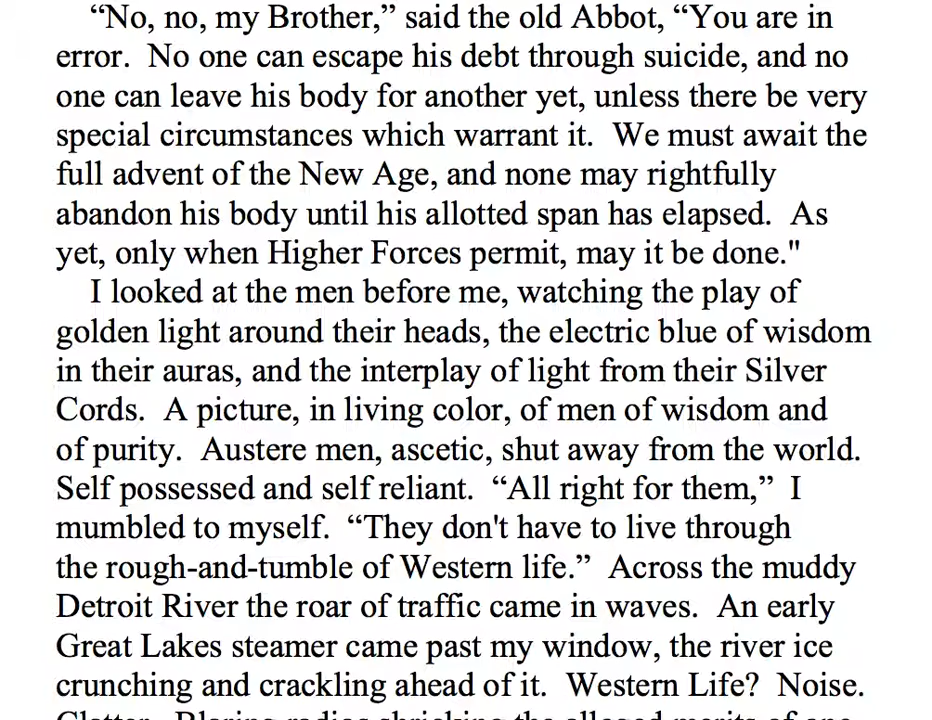 “No, no, my Brother,” said the old Abbot, “You are in
error.  No one can escape his debt through suicide, and no
one can leave his body for another yet, unless there be very
special circumstances which warrant it.  We must await the
full advent of the New Age, and none may rightfully
abandon his body until his allotted span has elapsed.  As
yet, only when Higher Forces permit, may it be done."
I looked at the men before me, watching the play of
golden light around their heads, the electric blue of wisdom
in their auras, and the interplay of light from their Silver
Cords.  A picture, in living color, of men of wisdom and
of purity.  Austere men, ascetic, shut away from the world.
Self possessed and self reliant.  “All right for them,”  I
mumbled to myself.  “They don't have to live through
the rough-and-tumble of Western life.”  Across the muddy
Detroit River the roar of traffic came in waves.  An early
Great Lakes steamer came past my window, the river ice
crunching and crackling ahead of it.  Western Life?  Noise.
Clatter.  Blaring radios shrieking the alleged merits of one